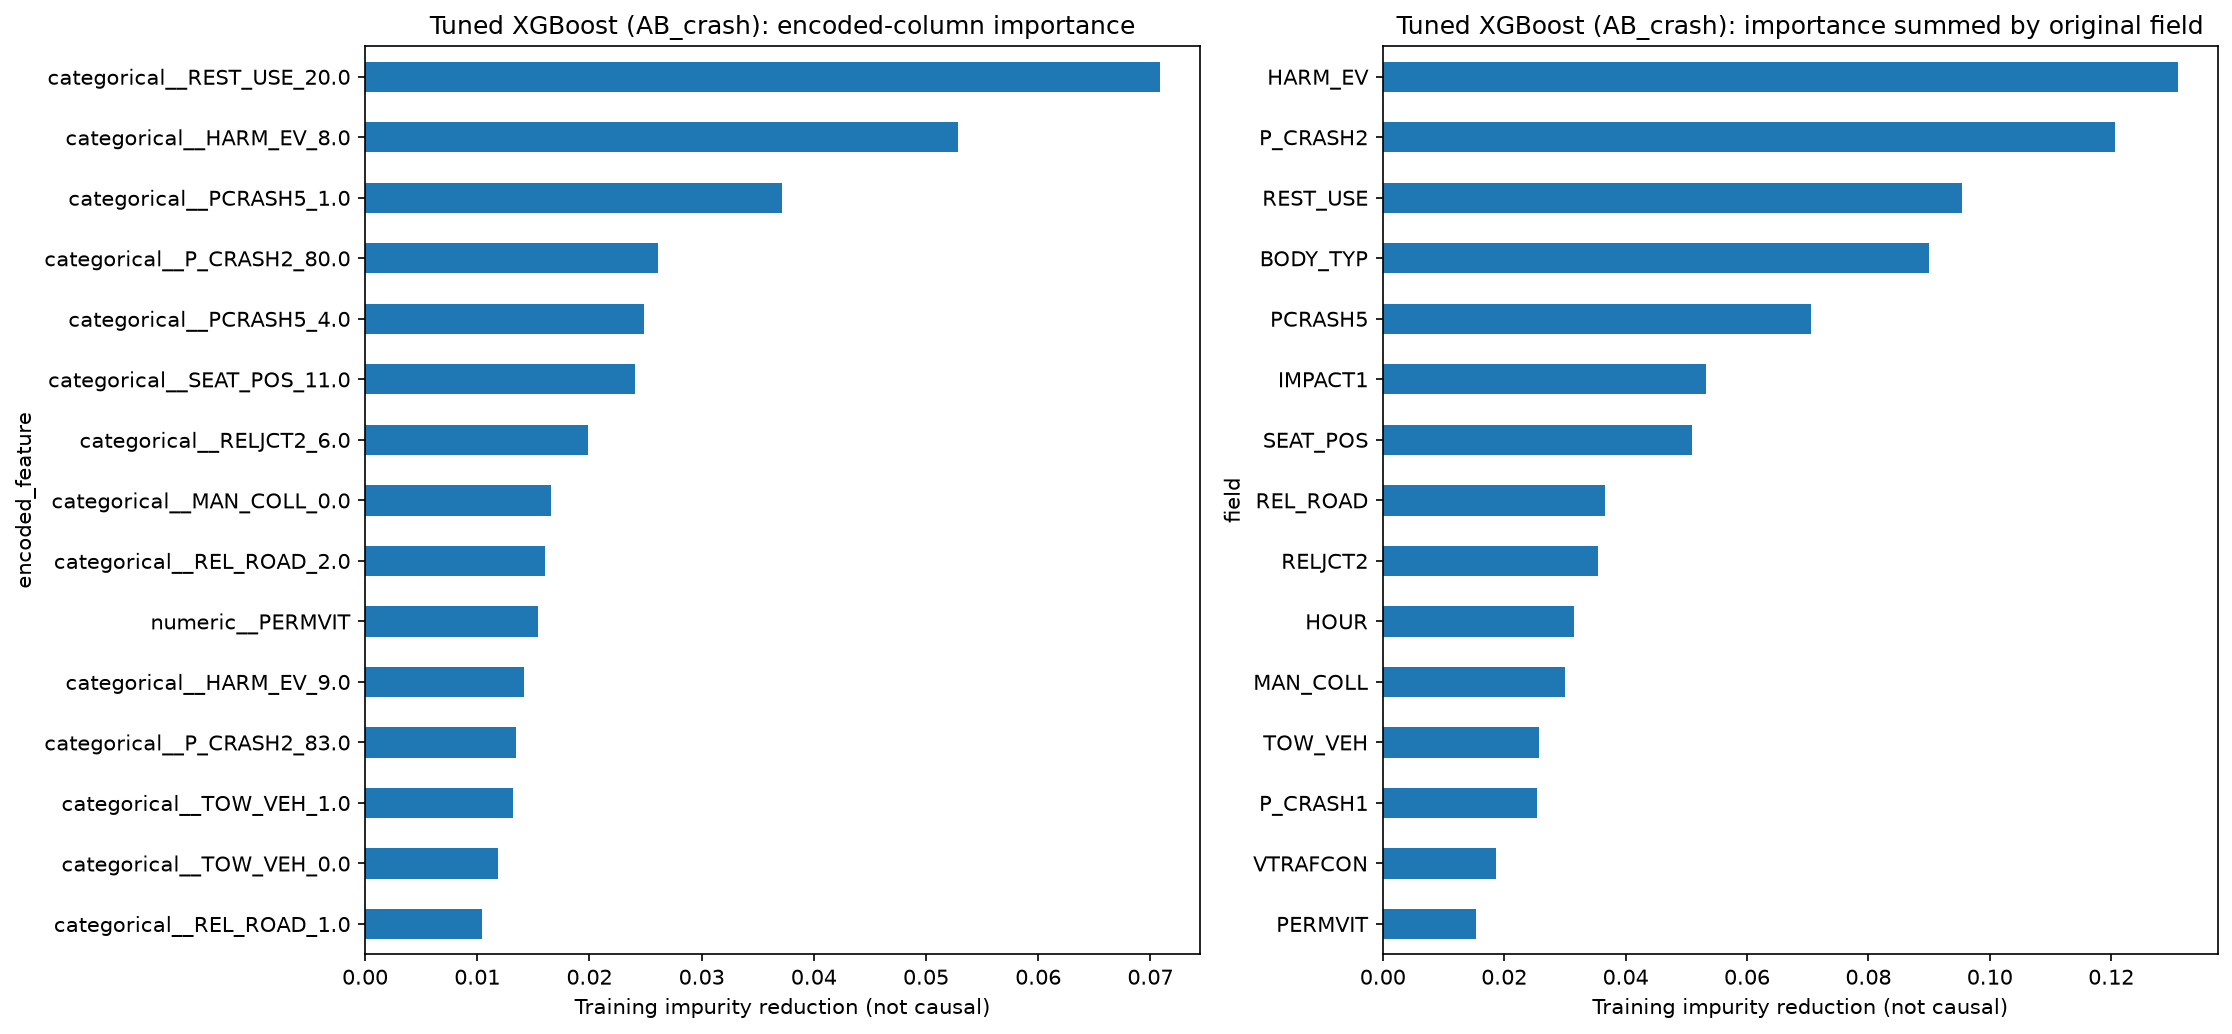 Tuned XGBoost (AB_crash): encoded-column importance
encoded_feature
categorical__REST_USE_20.0
categorical__HARM_EV_8.0
categorical__PCRASH5_1.0
categorical__P_CRASH2_80.0
categorical__PCRASH5_4.0
categorical__SEAT_POS_11.0
categorical__RELJCT2_6.0
categorical__MAN_COLL_0.0
categorical__REL_ROAD_2.0
numeric__PERMVIT
categorical__HARM_EV_9.0
categorical__P_CRASH2_83.0
categorical__TOW_VEH_1.0
categorical__TOW_VEH_0.0
categorical__REL_ROAD_1.0
0.00 0.01 0.02 0.03 0.04 0.05 0.06 0.07
Training impurity reduction (not causal)
Tuned XGBoost (AB_crash): importance summed by original field
field
HARM_EV
P_CRASH2
REST_USE
BODY_TYP
PCRASH5
IMPACT1
SEAT_POS
REL_ROAD
RELJCT2
HOUR
MAN_COLL
TOW_VEH
P_CRASH1
VTRAFCON
PERMVIT
0.00 0.02 0.04 0.06 0.08 0.10 0.12
Training impurity reduction (not causal)